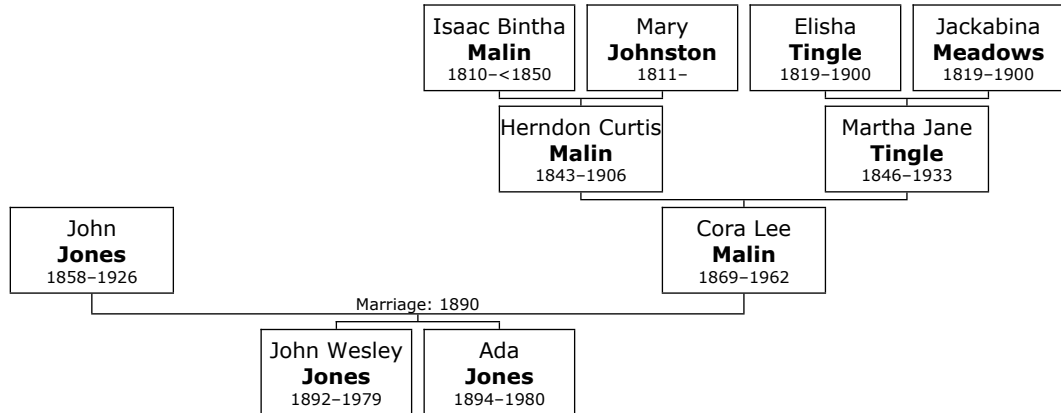 Isaac Bintha
Malin
1810–<1850
Mary
Johnston
1811–
Elisha
Tingle
1819–1900
Jackabina
Meadows
1819–1900
Herndon Curtis
Malin
1843–1906
Martha Jane
Tingle
1846–1933
John
Jones
1858–1926
Cora Lee
Malin
1869–1962
Marriage: 1890
John Wesley
Jones
1892–1979
Ada
Jones
1894–1980